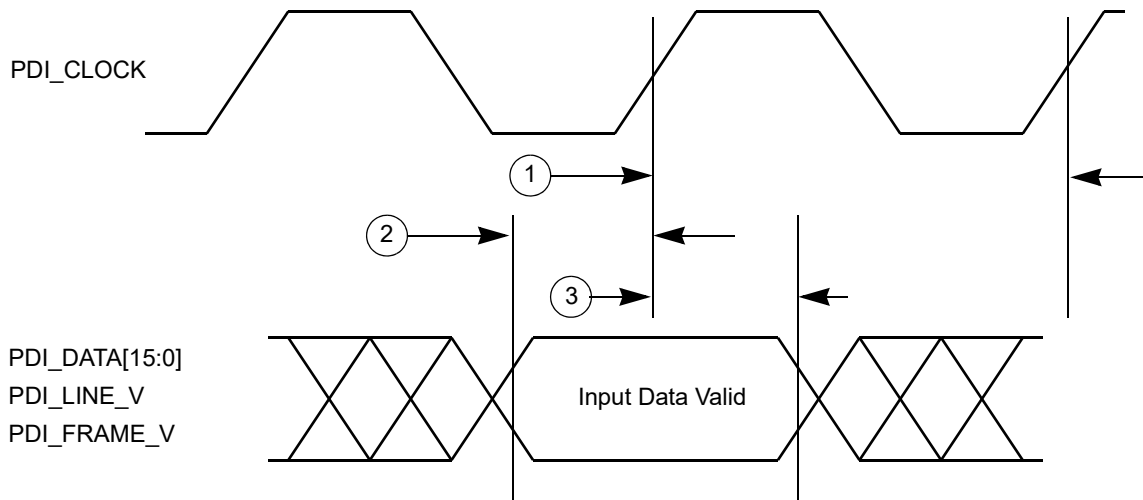 PDI_CLOCK
1
2
3
PDI_DATA[15:0]
PDI_LINE_V
PDI_FRAME_V
Input Data Valid